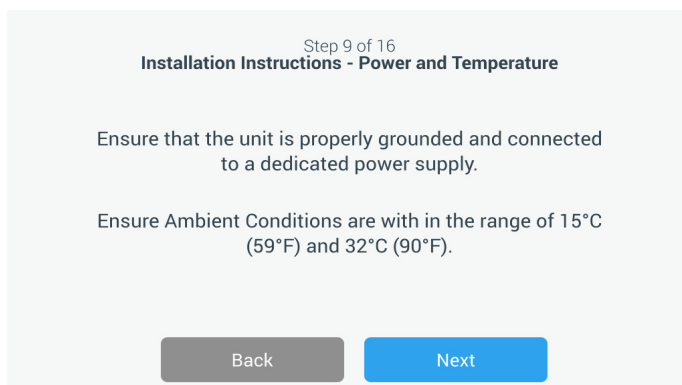 Step 9 of 16
Installation Instructions - Power and Temperature
Ensure that the unit is properly grounded and connected
to a dedicated power supply.
Ensure Ambient Conditions are with in the range of 15°C
(59°F) and 32°C (90°F).
Back
Next